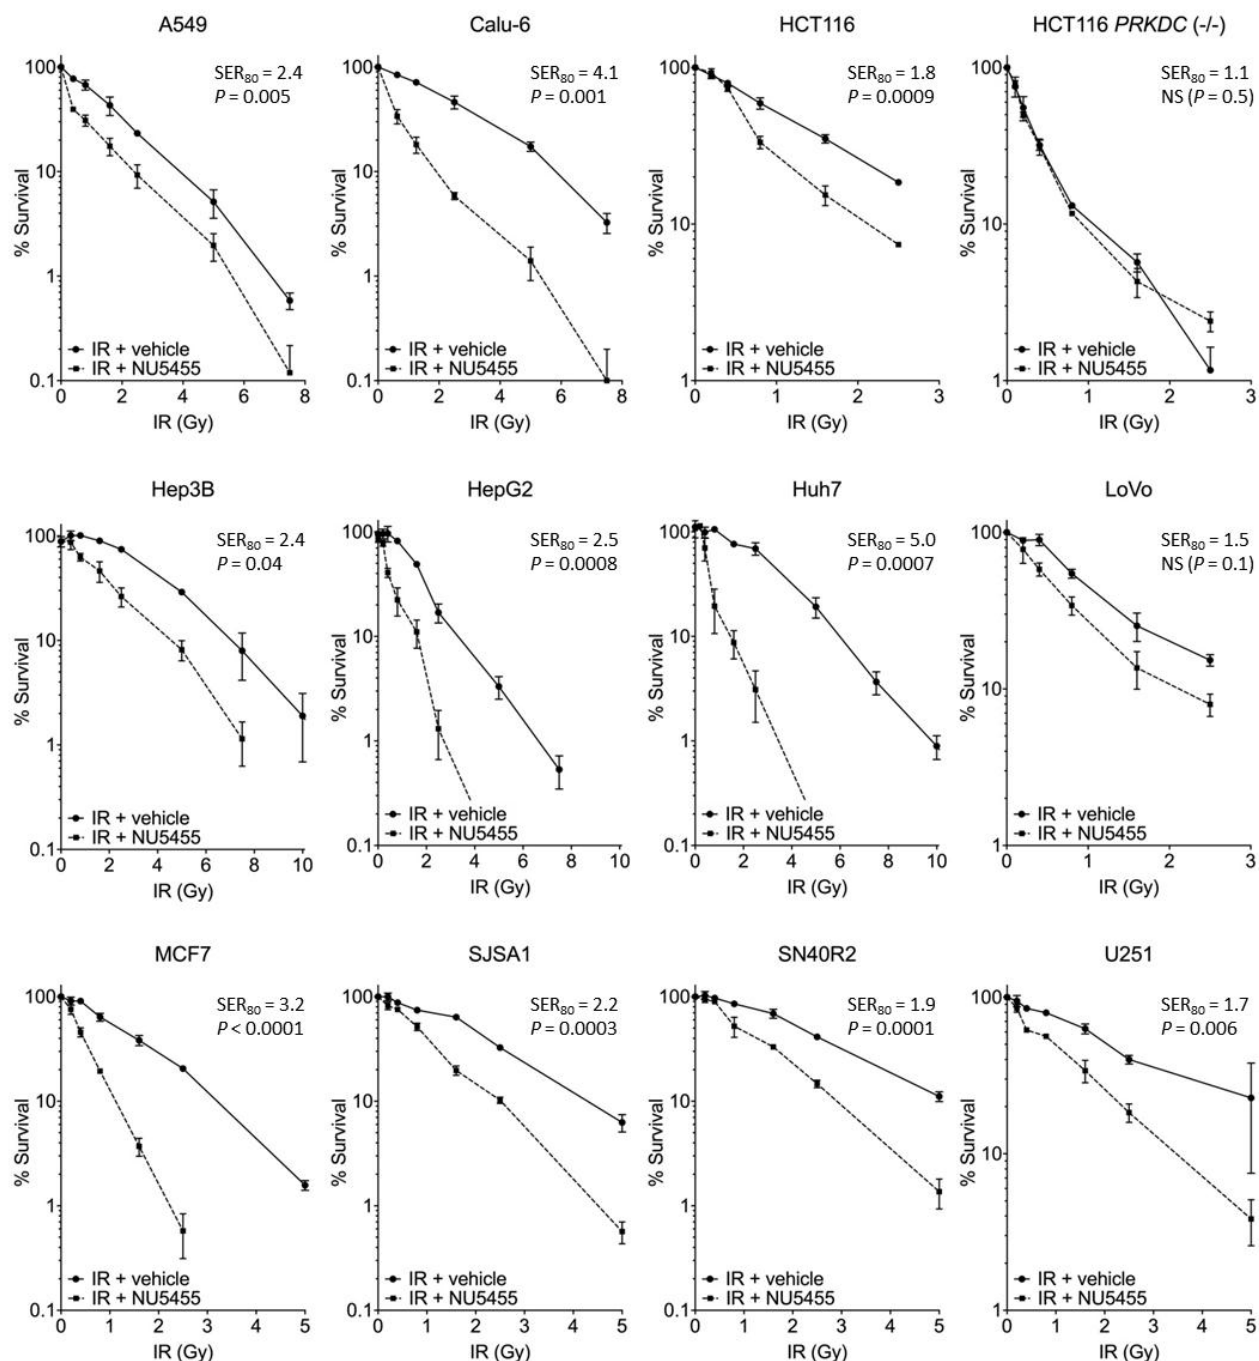 A549
SER80 = 2.4
P = 0.005
% Survival
100
10
1
0.1
IR + vehicle
IR + NU5455
0 2 4 6 8
IR (Gy)
Calu-6
SER80 = 4.1
P = 0.001
% Survival
100
10
1
0.1
IR + vehicle
IR + NU5455
0 2 4 6 8
IR (Gy)
HCT116
SER80 = 1.8
P = 0.0009
% Survival
100
10
1
IR + vehicle
IR + NU5455
0 1 2 3
IR (Gy)
HCT116 PRKDC (-/-)
SER80 = 1.1
NS (P = 0.5)
% Survival
100
10
1
IR + vehicle
IR + NU5455
0 1 2 3
IR (Gy)
Hep3B
SER80 = 2.4
P = 0.04
% Survival
100
10
1
0.1
IR + vehicle
IR + NU5455
0 2 4 6 8 10
IR (Gy)
HepG2
SER80 = 2.5
P = 0.0008
% Survival
100
10
1
0.1
IR + vehicle
IR + NU5455
0 2 4 6 8 10
IR (Gy)
Huh7
SER80 = 5.0
P = 0.0007
% Survival
100
10
1
0.1
IR + vehicle
IR + NU5455
0 2 4 6 8 10
IR (Gy)
LoVo
SER80 = 1.5
NS (P = 0.1)
% Survival
100
10
1
IR + vehicle
IR + NU5455
0 1 2 3
IR (Gy)
MCF7
SER80 = 3.2
P < 0.0001
% Survival
100
10
1
0.1
IR + vehicle
IR + NU5455
0 1 2 3 4 5
IR (Gy)
SJSA1
SER80 = 2.2
P = 0.0003
% Survival
100
10
1
0.1
IR + vehicle
IR + NU5455
0 1 2 3 4 5
IR (Gy)
SN40R2
SER80 = 1.9
P = 0.0001
% Survival
100
10
1
0.1
IR + vehicle
IR + NU5455
0 1 2 3 4 5
IR (Gy)
U251
SER80 = 1.7
P = 0.006
% Survival
100
10
1
IR + vehicle
IR + NU5455
0 1 2 3 4 5
IR (Gy)